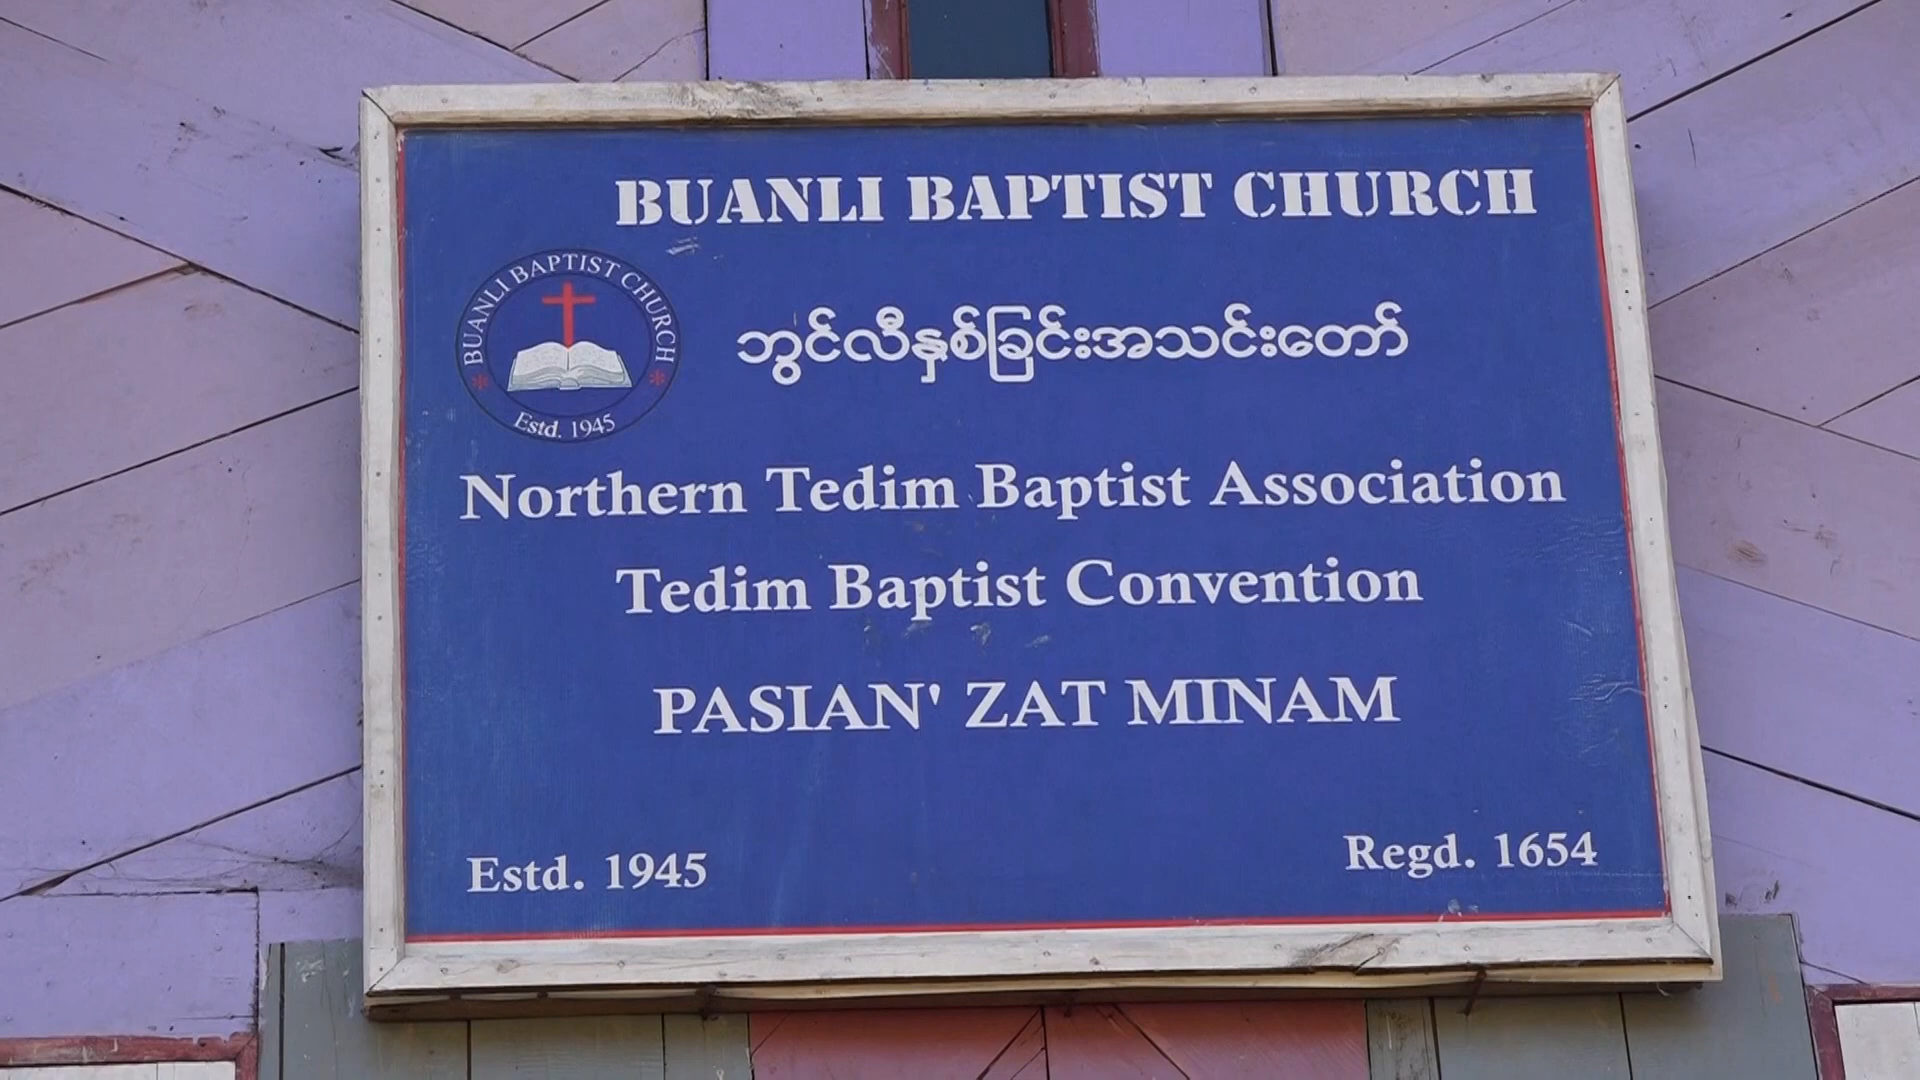 BUANLI BAPTIST CHURCH
BUANLI BAPTIST CHURCH
Estd. 1945
ဘွင်လီနှစ်ခြင်းအသင်းတော်
Northern Tedim Baptist Association
Tedim Baptist Convention
PASIAN' ZAT MINAM
Estd. 1945
Regd. 1654